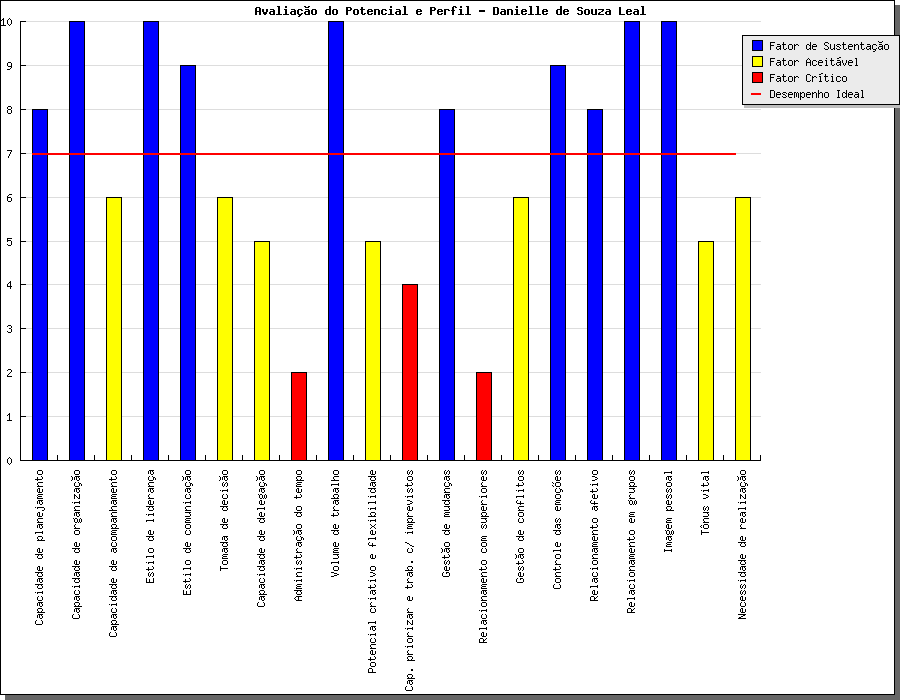 Avaliação do Potencial e Perfil - Danielle de Souza Leal
Fator de Sustentação
Fator Aceitável
Fator Crítico
Desempenho Ideal
10
9
8
7
6
5
4
3
2
1
0
Capacidade de planejamento
Capacidade de organização
Capacidade de acompanhamento
Estilo de liderança
Estilo de comunicação
Tomada de decisão
Capacidade de delegação
Administração do tempo
Volume de trabalho
Potencial criativo e flexibilidade
Cap. priorizar e trab. c/ imprevistos
Gestão de mudanças
Relacionamento com superiores
Gestão de conflitos
Controle das emoções
Relacionamento afetivo
Relacionamento em grupos
Imagem pessoal
Tônus vital
Necessidade de realização